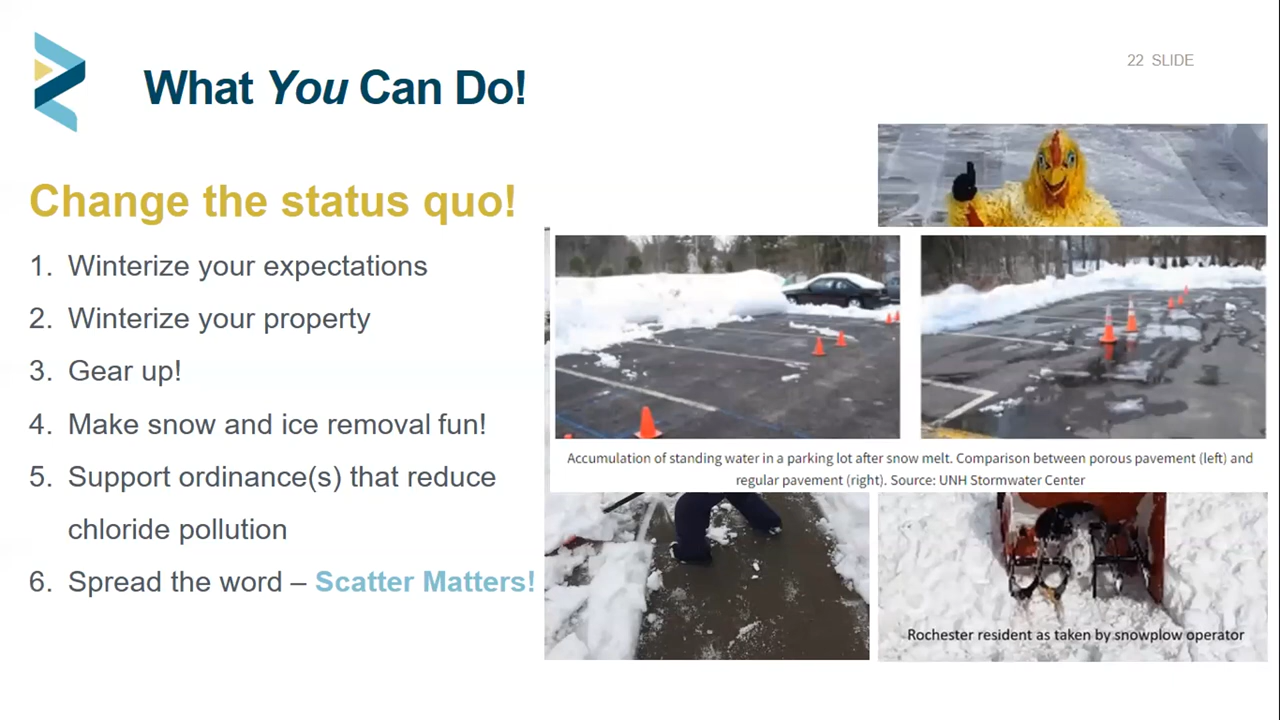 22 SLIDE
What You Can Do!
Change the status quo!
1. Winterize your expectations
2. Winterize your property
3. Gear up!
4. Make snow and ice removal fun!
5. Support ordinance(s) that reduce
chloride pollution
6. Spread the word – Scatter Matters!
Accumulation of standing water in a parking lot after snow melt. Comparison between porous pavement (left) and
regular pavement (right). Source: UNH Stormwater Center
Rochester resident as taken by snowplow operator